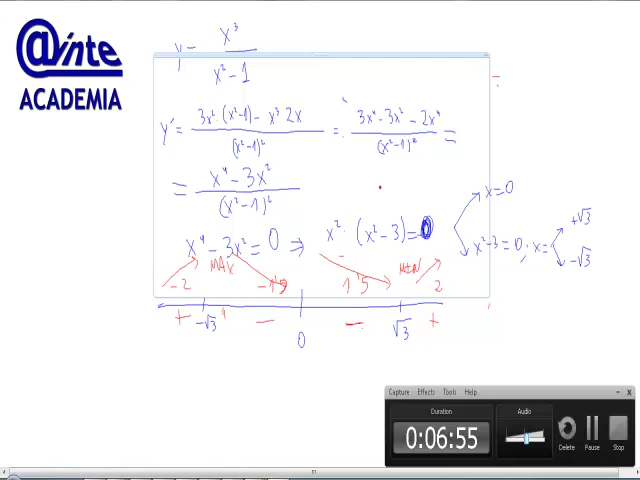 @inte
ACADEMIA
y = x³ / (x² - 1)
y' = (3x² · (x²-1) - x³ 2x) / (x²-1)² = (3x⁴ - 3x² - 2x⁴) / (x²-1)² =
= (x⁴ - 3x²) / (x²-1)²
x⁴ - 3x² = 0 ⇒ x² · (x² - 3) = 0
x = 0
x² - 3 = 0; x =
+√3
-√3
MAX MIN
-2 -1'5 1'5 2
+ -√3 - 0 - √3 +
Capture Effects Tools Help
Duration
0:06:55
Audio
Delete Pause Stop